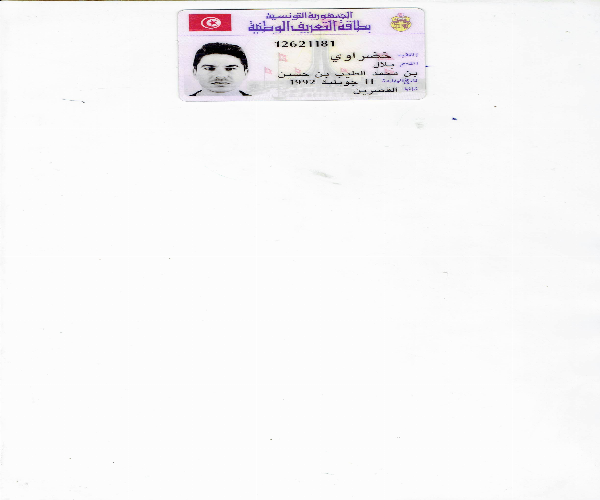 الجمهورية التونسية
بطاقة التعريف الوطنية
12621181
اللقب خضراوي
الاسم بلال
بن محمد الطيب بن حسن
تاريخ الولادة 11 جويلية 1992
مكانها القصرين